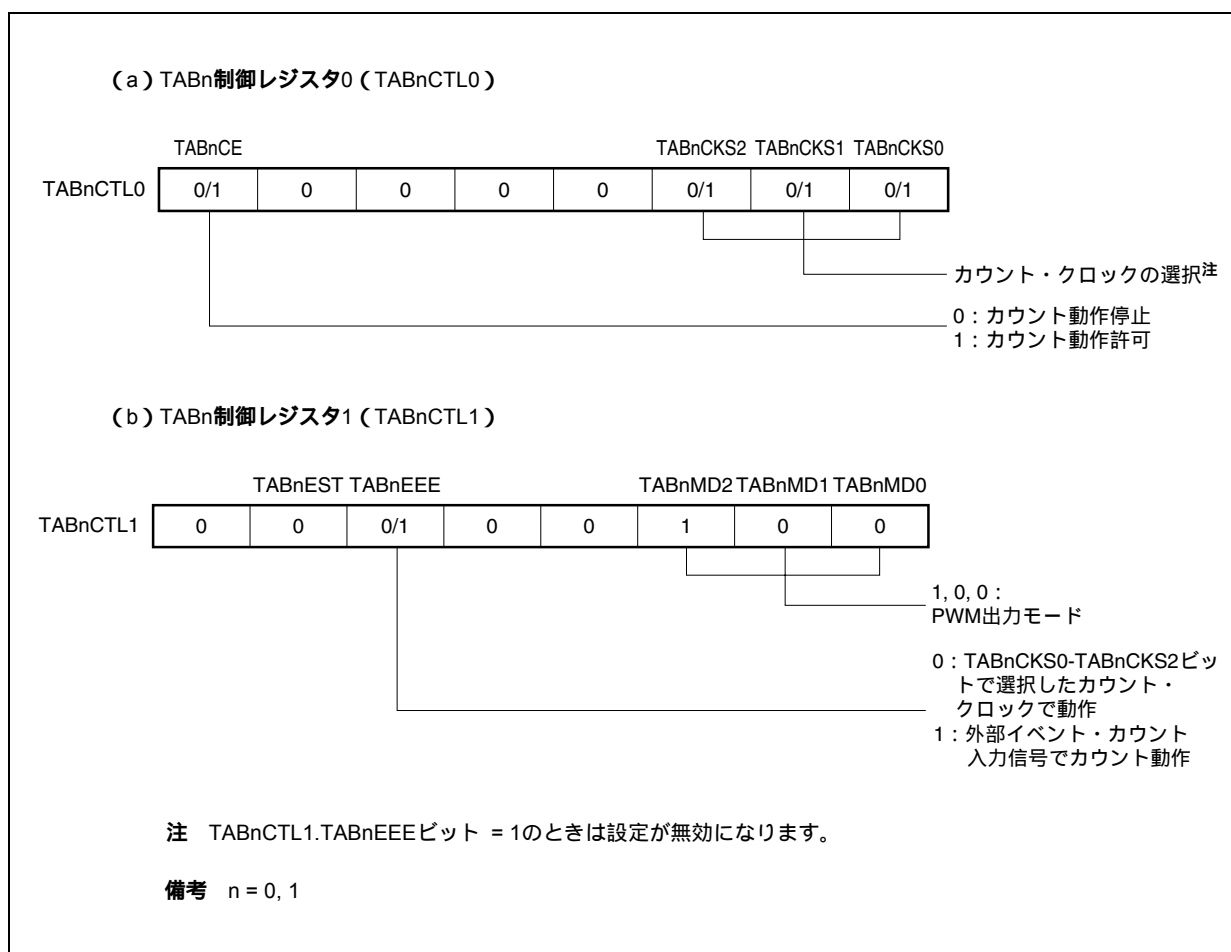 (a)TABn制御レジスタ0(TABnCTL0)
TABnCE TABnCKS2 TABnCKS1 TABnCKS0
TABnCTL0 0/1 0 0 0 0 0/1 0/1 0/1
カウント・クロックの選択注
0:カウント動作停止
1:カウント動作許可
(b)TABn制御レジスタ1(TABnCTL1)
TABnEST TABnEEE TABnMD2 TABnMD1 TABnMD0
TABnCTL1 0 0 0/1 0 0 1 0 0
1, 0, 0:
PWM出力モード
0:TABnCKS0-TABnCKS2ビッ
トで選択したカウント・
クロックで動作
1:外部イベント・カウント
入力信号でカウント動作
注 TABnCTL1.TABnEEEビット = 1のときは設定が無効になります。
備考 n = 0, 1